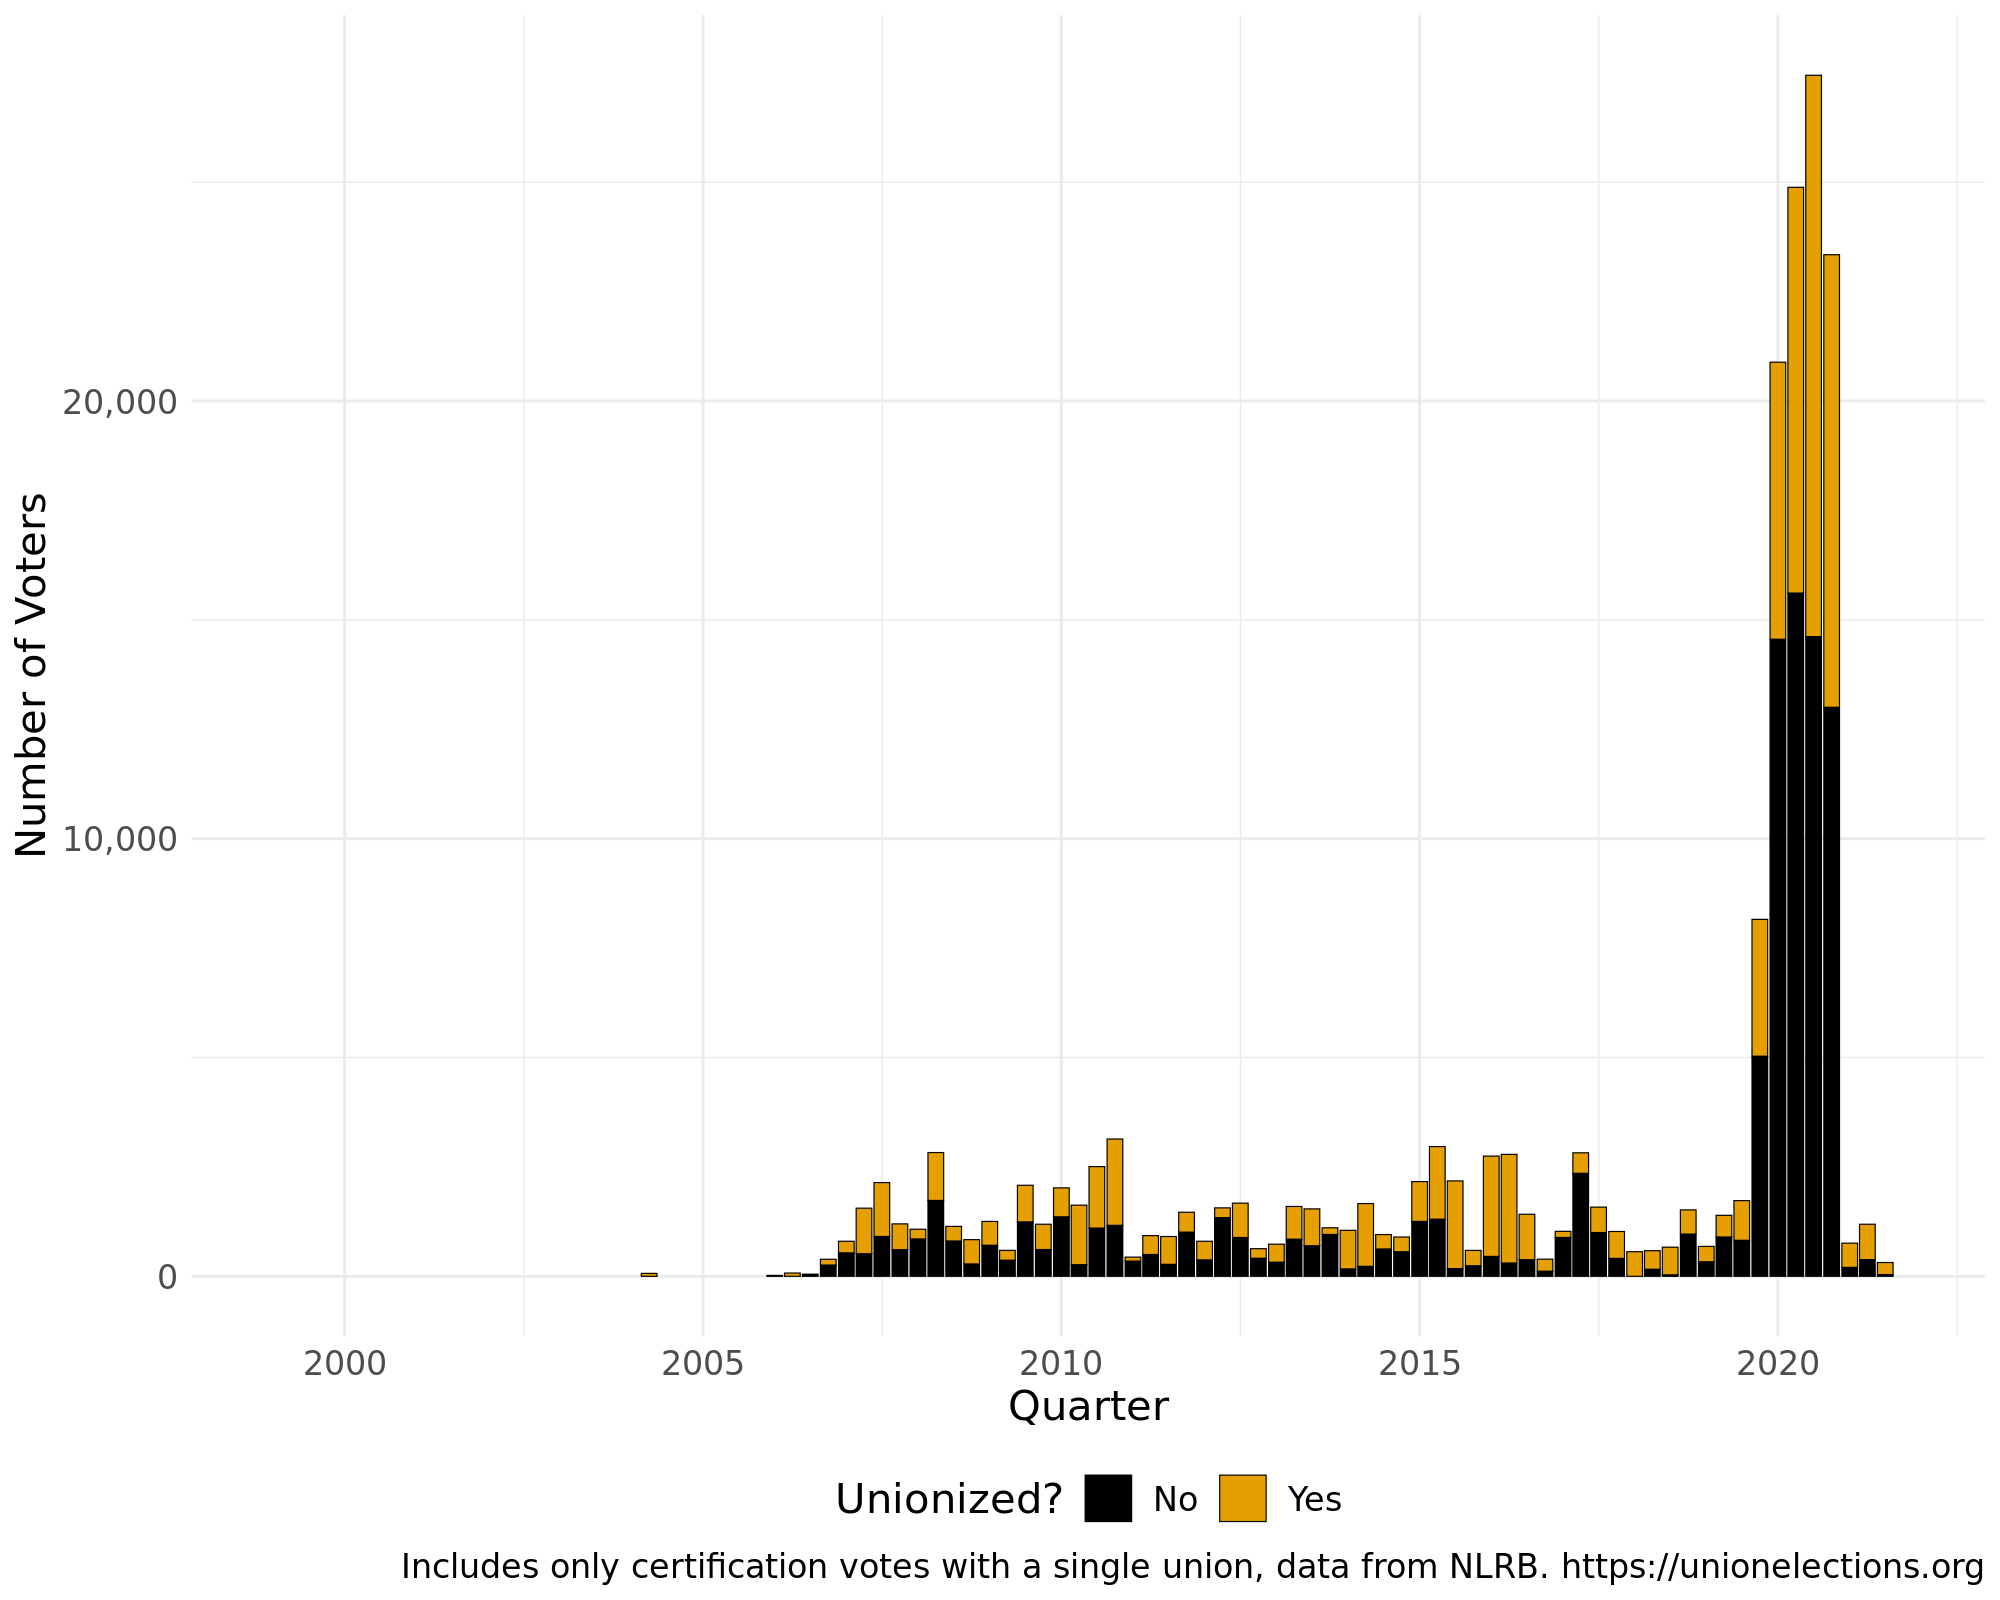 Number of Voters
20,000
10,000
0
2000 2005 2010 2015 2020
Quarter
Unionized? No Yes
Includes only certification votes with a single union, data from NLRB. https://unionelections.org